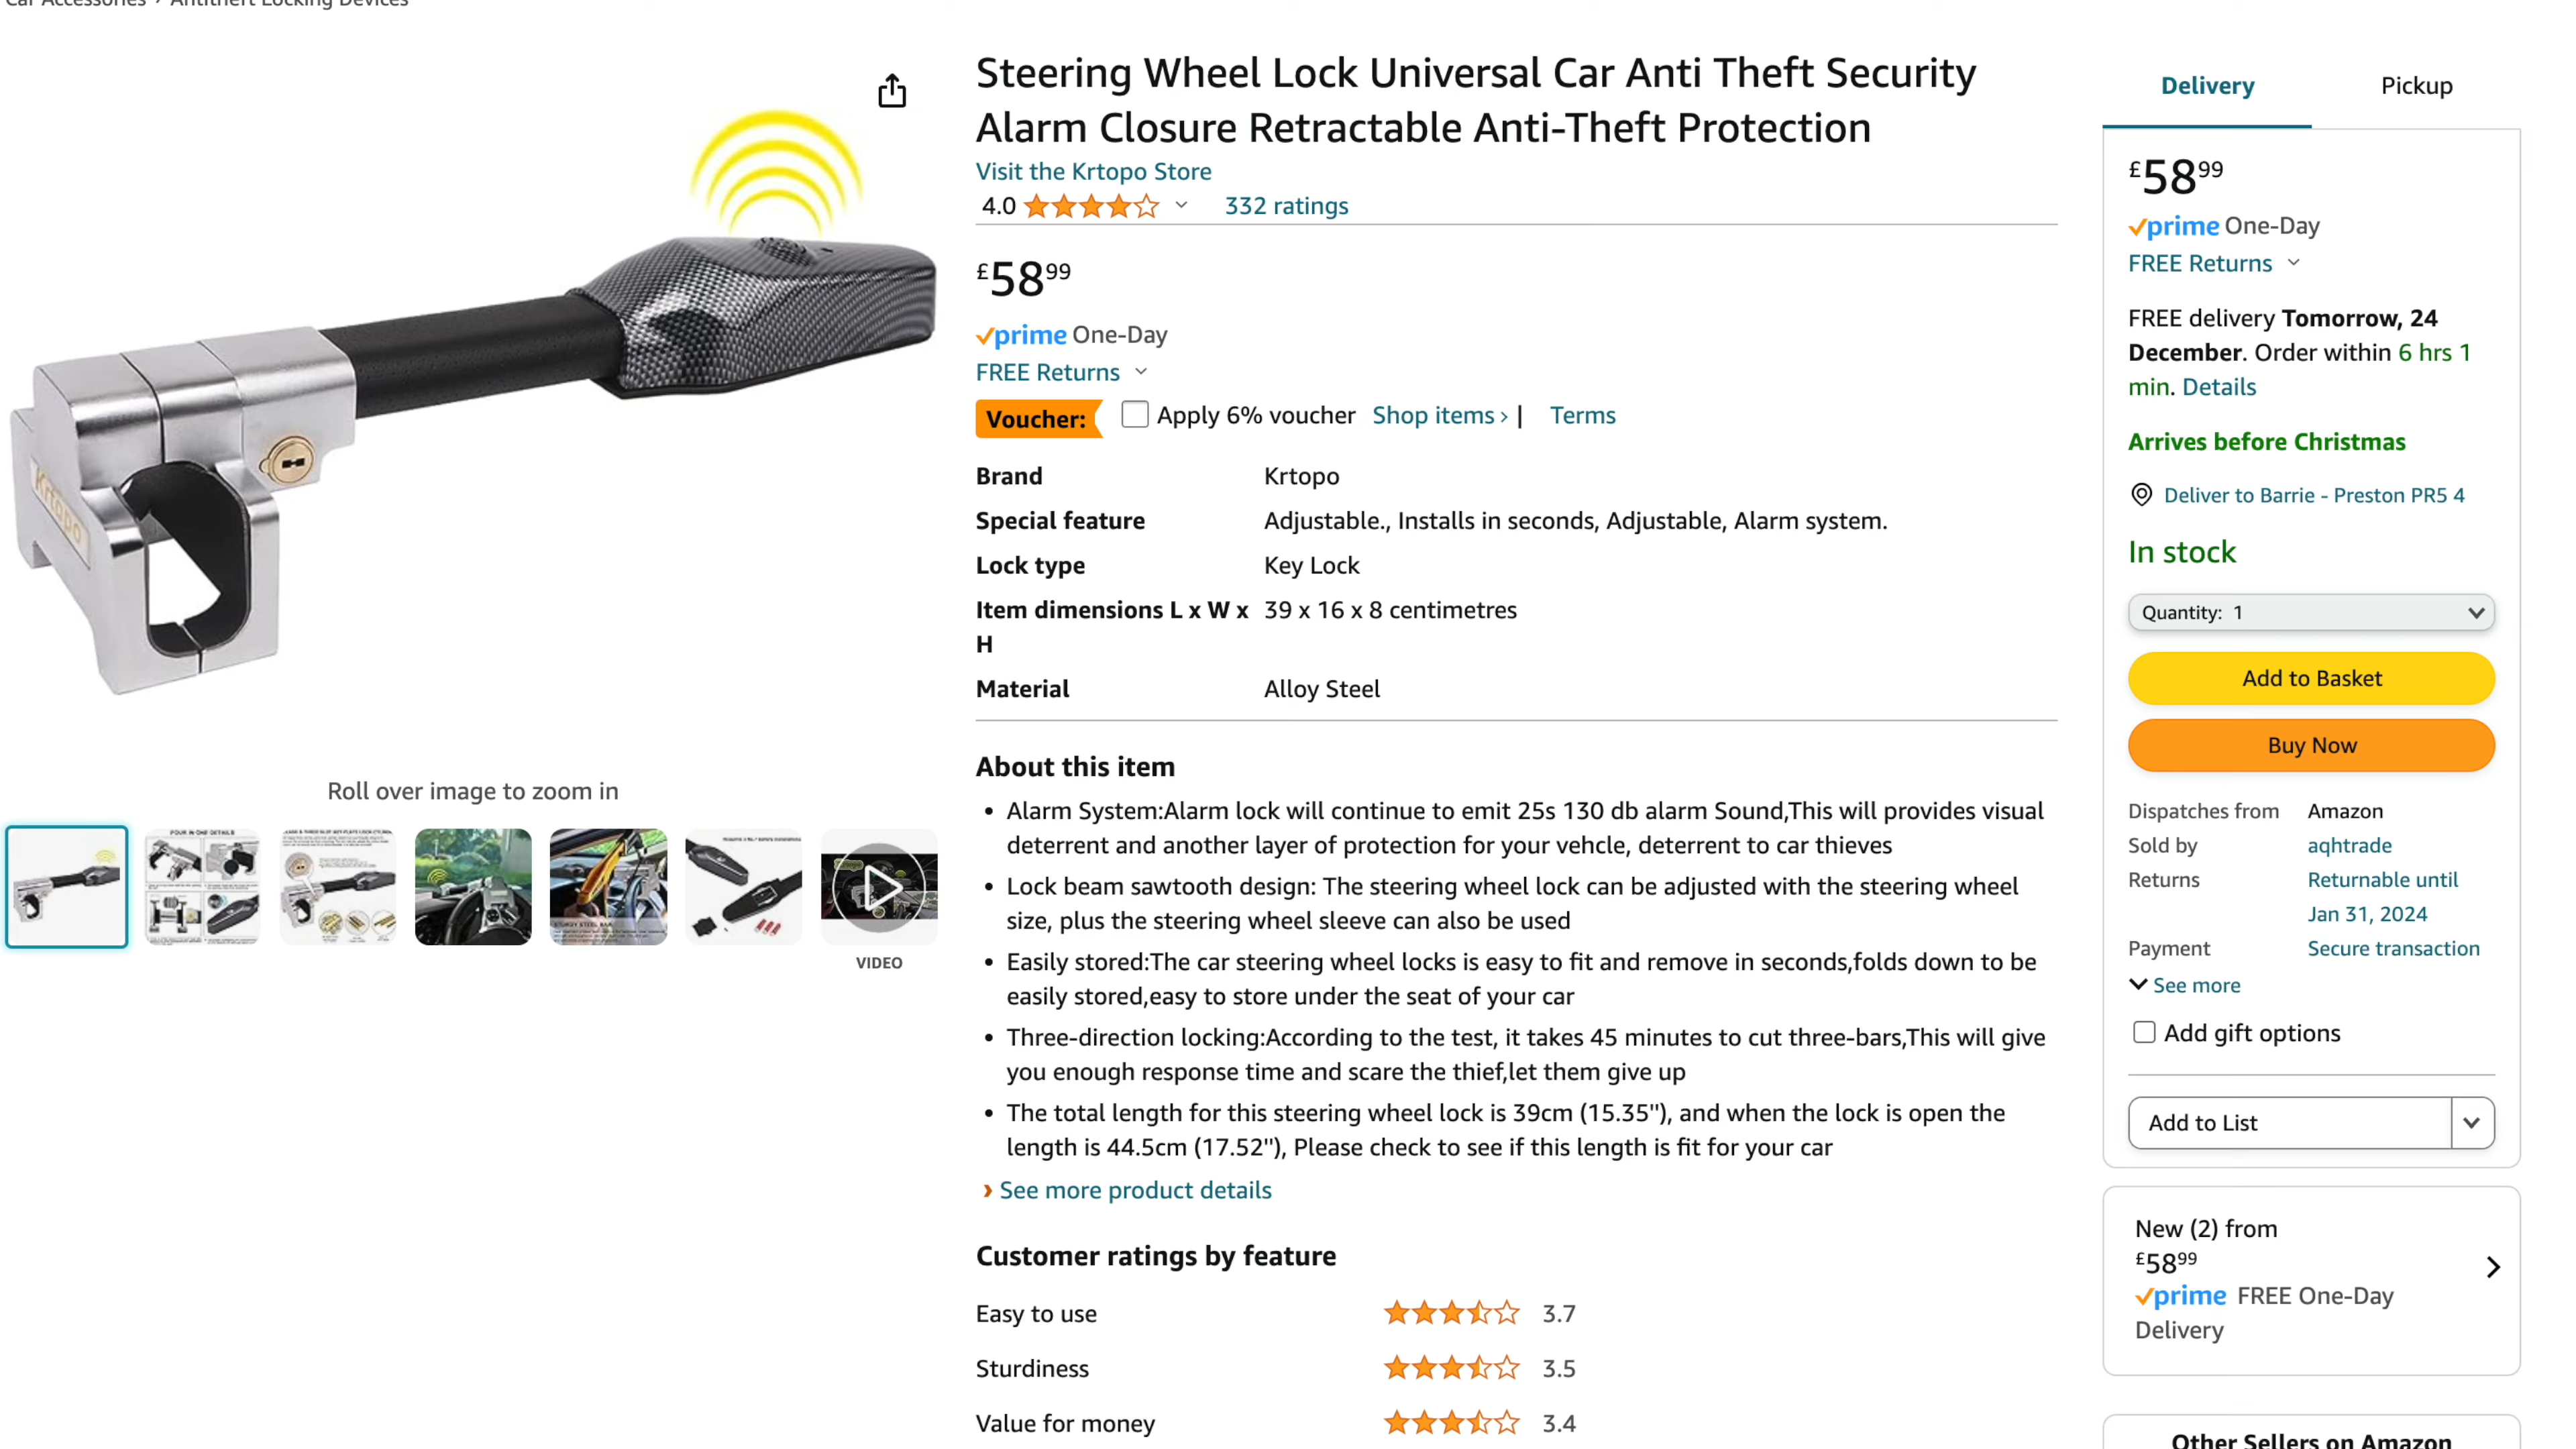 Car Accessories › Antitheft Locking Devices
Steering Wheel Lock Universal Car Anti Theft Security
Alarm Closure Retractable Anti-Theft Protection
Visit the Krtopo Store
4.0 332 ratings
£58.99
prime One-Day
FREE Returns
Voucher: Apply 6% voucher Shop items › | Terms
Brand Krtopo
Special feature Adjustable., Installs in seconds, Adjustable, Alarm system.
Lock type Key Lock
Item dimensions L x W x 39 x 16 x 8 centimetres
H
Material Alloy Steel
About this item
• Alarm System:Alarm lock will continue to emit 25s 130 db alarm Sound,This will provides visual
deterrent and another layer of protection for your vehcle, deterrent to car thieves
• Lock beam sawtooth design: The steering wheel lock can be adjusted with the steering wheel
size, plus the steering wheel sleeve can also be used
• Easily stored:The car steering wheel locks is easy to fit and remove in seconds,folds down to be
easily stored,easy to store under the seat of your car
• Three-direction locking:According to the test, it takes 45 minutes to cut three-bars,This will give
you enough response time and scare the thief,let them give up
• The total length for this steering wheel lock is 39cm (15.35"), and when the lock is open the
length is 44.5cm (17.52"), Please check to see if this length is fit for your car
› See more product details
Customer ratings by feature
Easy to use 3.7
Sturdiness 3.5
Value for money 3.4
Krtopo
Roll over image to zoom in
FOUR IN ONE DETAILS
STURDY STEEL BAR
VIDEO
Delivery Pickup
£58.99
prime One-Day
FREE Returns
FREE delivery Tomorrow, 24
December. Order within 6 hrs 1
min. Details
Arrives before Christmas
Deliver to Barrie - Preston PR5 4
In stock
Quantity: 1
Add to Basket
Buy Now
Dispatches from Amazon
Sold by aqhtrade
Returns Returnable until
Jan 31, 2024
Payment Secure transaction
See more
Add gift options
Add to List
New (2) from
£58.99
prime FREE One-Day
Delivery
Other Sellers on Amazon